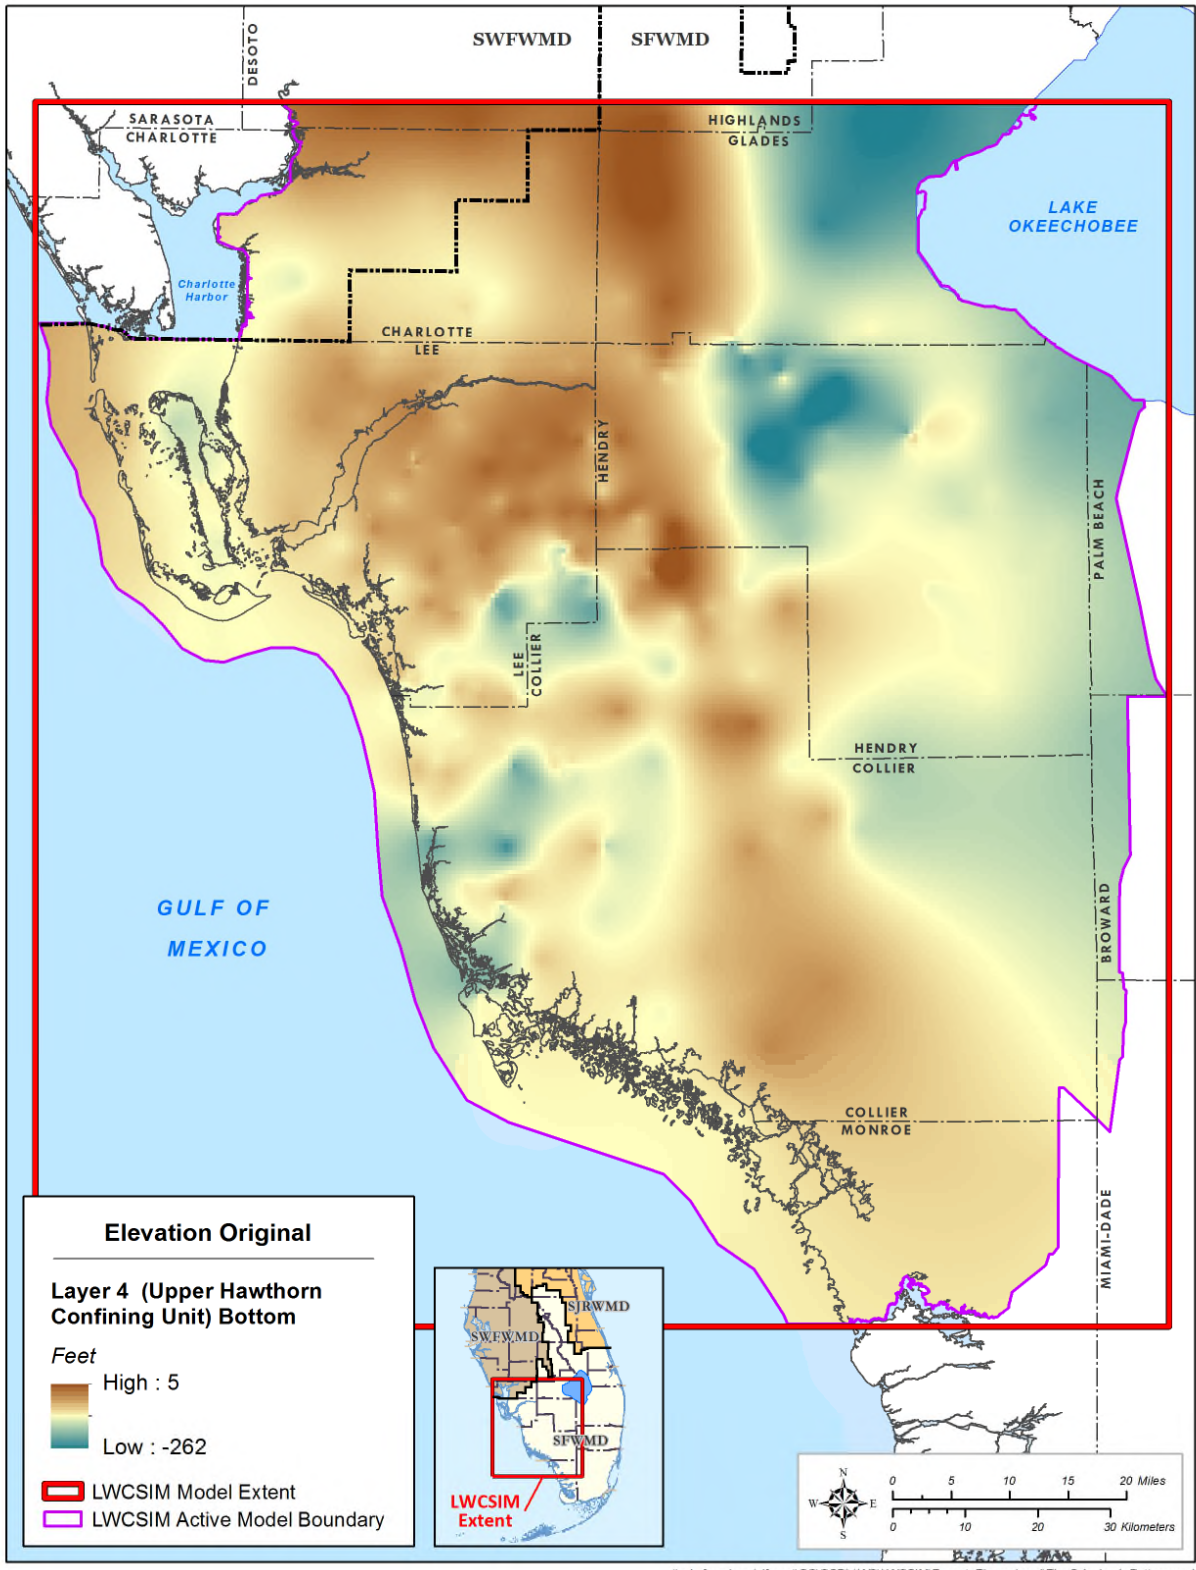 DESOTO
SWFWMD
SFWMD
SARASOTA
CHARLOTTE
HIGHLANDS
GLADES
LAKE
OKEECHOBEE
Charlotte
Harbor
CHARLOTTE
LEE
HENDRY
PALM BEACH
LEE
COLLIER
HENDRY
COLLIER
GULF OF
MEXICO
BROWARD
COLLIER
MONROE
MIAMI-DADE
Elevation Original
Layer 4 (Upper Hawthorn
Confining Unit) Bottom
Feet
High : 5
Low : -262
LWCSIM Model Extent
LWCSIM Active Model Boundary
SJRWMD
SWFWMD
SFWMD
LWCSIM
Extent
N
W E
S
0 5 10 15 20 Miles
0 10 20 30 Kilometers